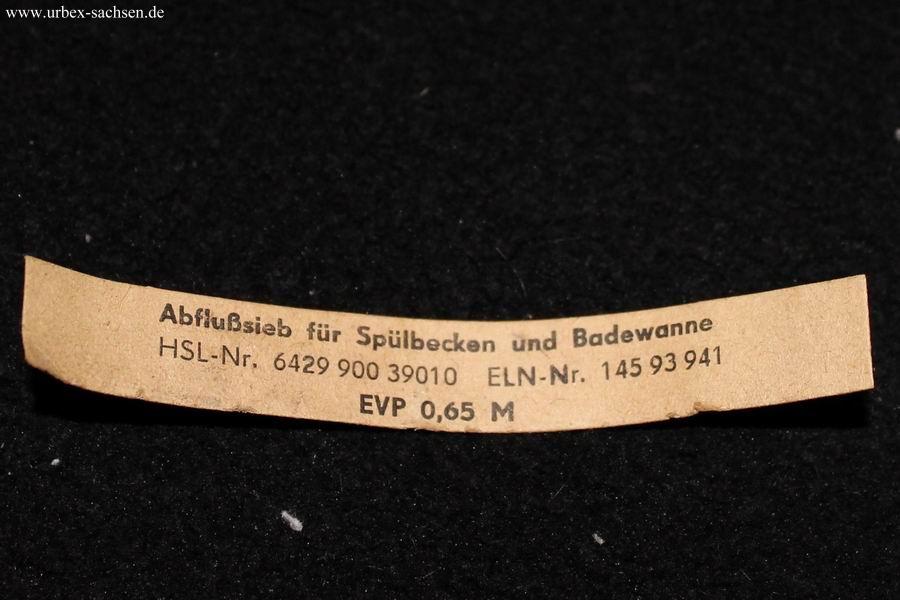 www.urbex-sachsen.de
Abflußsieb für Spülbecken und Badewanne
HSL-Nr. 6429 900 39010 ELN-Nr. 145 93 941
EVP 0,65 M